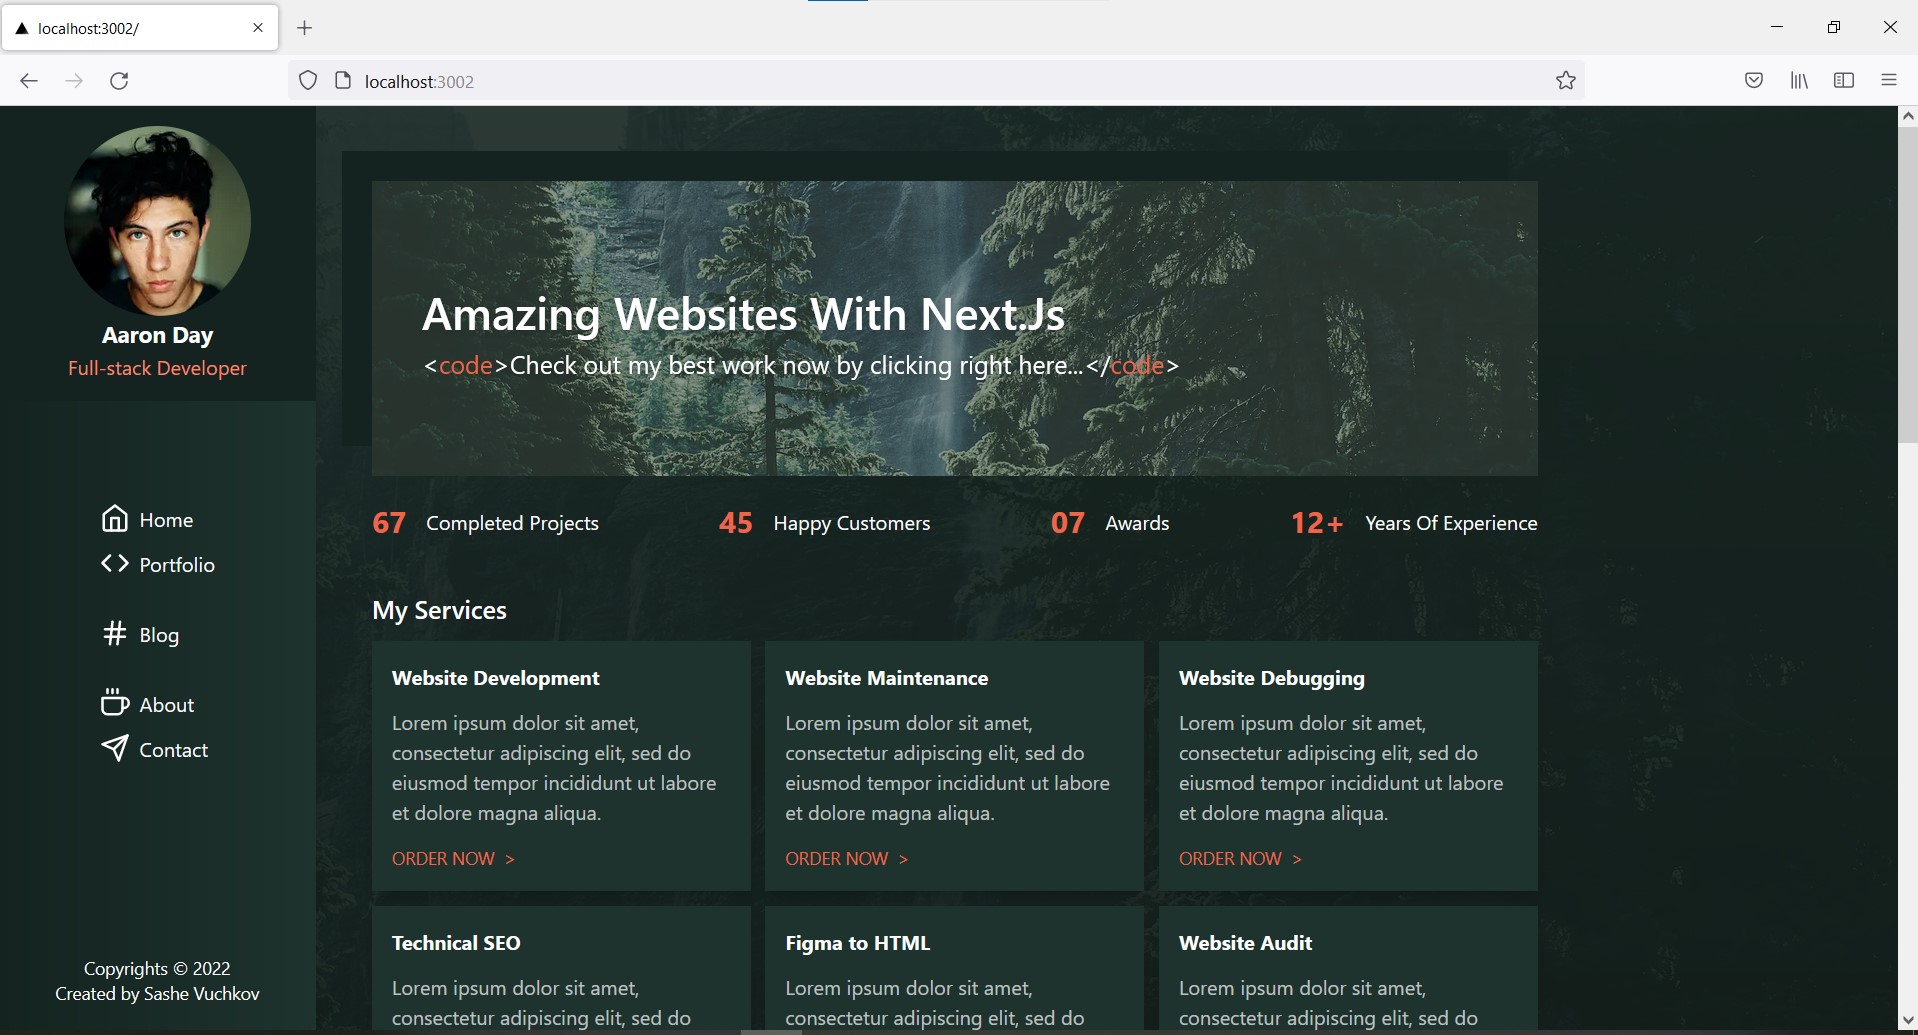 localhost:3002/
localhost:3002
Aaron Day
Full-stack Developer
Home
Portfolio
Blog
About
Contact
Copyrights © 2022
Created by Sashe Vuchkov
Amazing Websites With Next.Js
<code>Check out my best work now by clicking right here...</code>
67 Completed Projects
45 Happy Customers
07 Awards
12+ Years Of Experience
My Services
Website Development
Lorem ipsum dolor sit amet,
consectetur adipiscing elit, sed do
eiusmod tempor incididunt ut labore
et dolore magna aliqua.
ORDER NOW >
Website Maintenance
Lorem ipsum dolor sit amet,
consectetur adipiscing elit, sed do
eiusmod tempor incididunt ut labore
et dolore magna aliqua.
ORDER NOW >
Website Debugging
Lorem ipsum dolor sit amet,
consectetur adipiscing elit, sed do
eiusmod tempor incididunt ut labore
et dolore magna aliqua.
ORDER NOW >
Technical SEO
Lorem ipsum dolor sit amet,
consectetur adipiscing elit, sed do
Figma to HTML
Lorem ipsum dolor sit amet,
consectetur adipiscing elit, sed do
Website Audit
Lorem ipsum dolor sit amet,
consectetur adipiscing elit, sed do